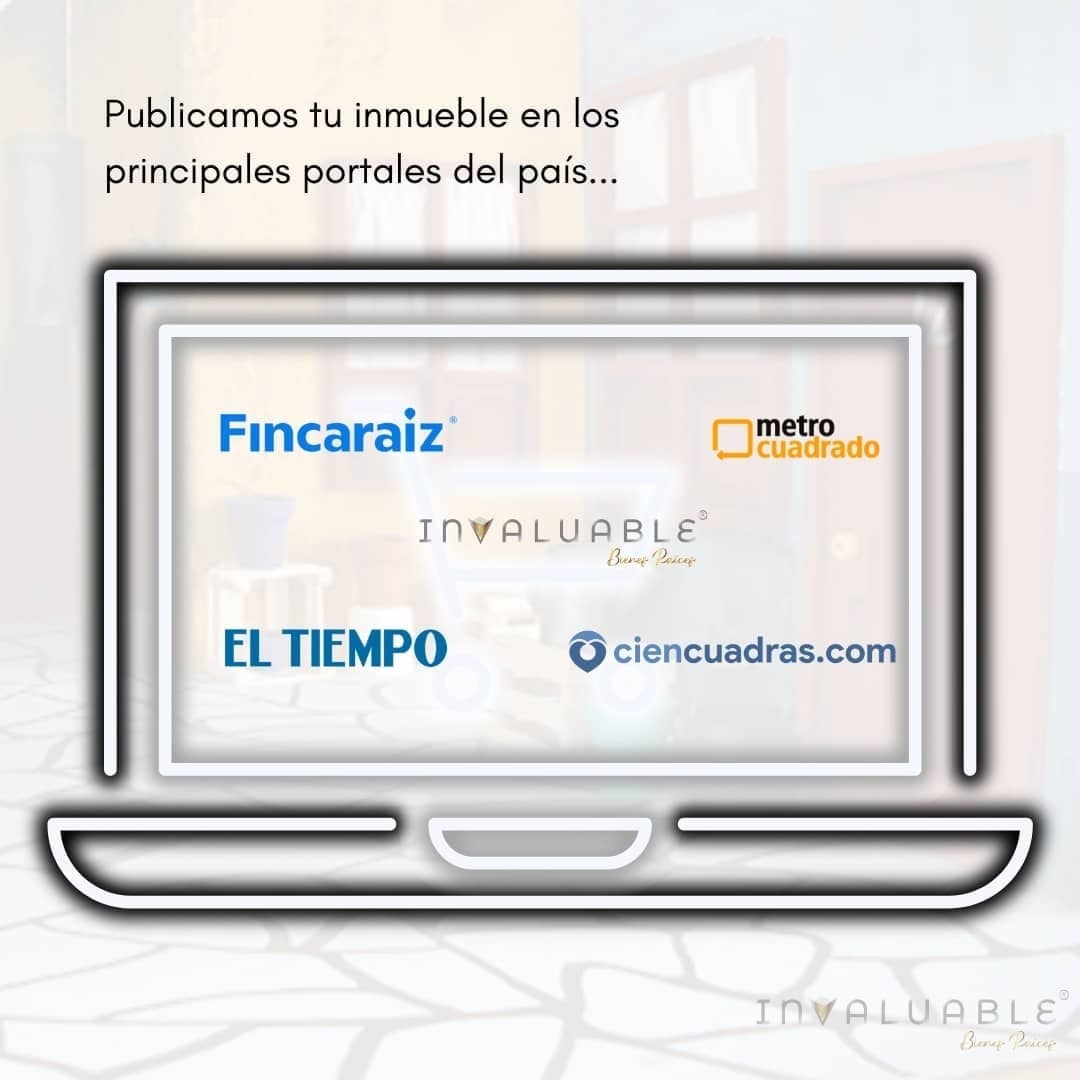 Publicamos tu inmueble en los
principales portales del país...
Fincaraiz®
metro
cuadrado
INVALUABLE®
Bienes Raíces
EL TIEMPO
ciencuadras.com
INVALUABLE®
Bienes Raíces